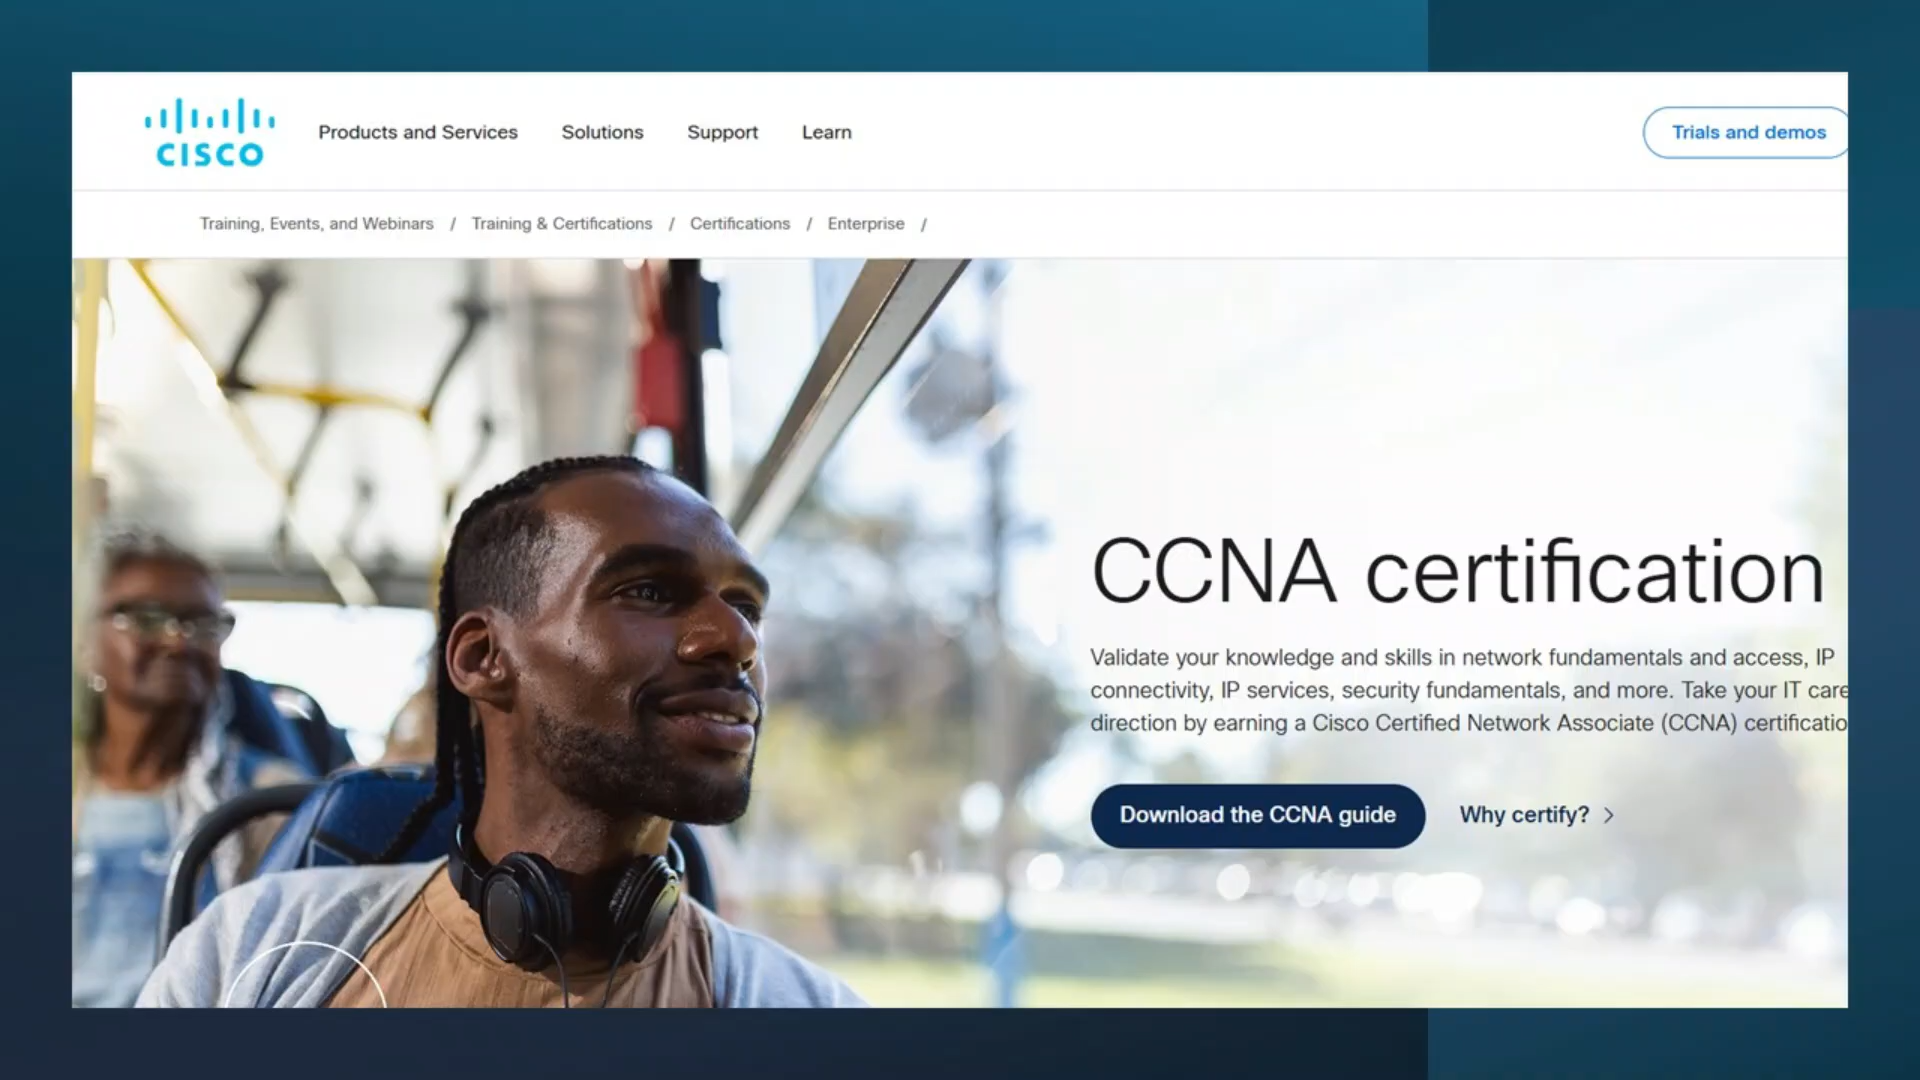 CISCO
Products and Services
Solutions
Support
Learn
Trials and demos
Training, Events, and Webinars / Training & Certifications / Certifications / Enterprise /
CCNA certification
Validate your knowledge and skills in network fundamentals and access, IP
connectivity, IP services, security fundamentals, and more. Take your IT care
direction by earning a Cisco Certified Network Associate (CCNA) certificatio
Download the CCNA guide
Why certify? >